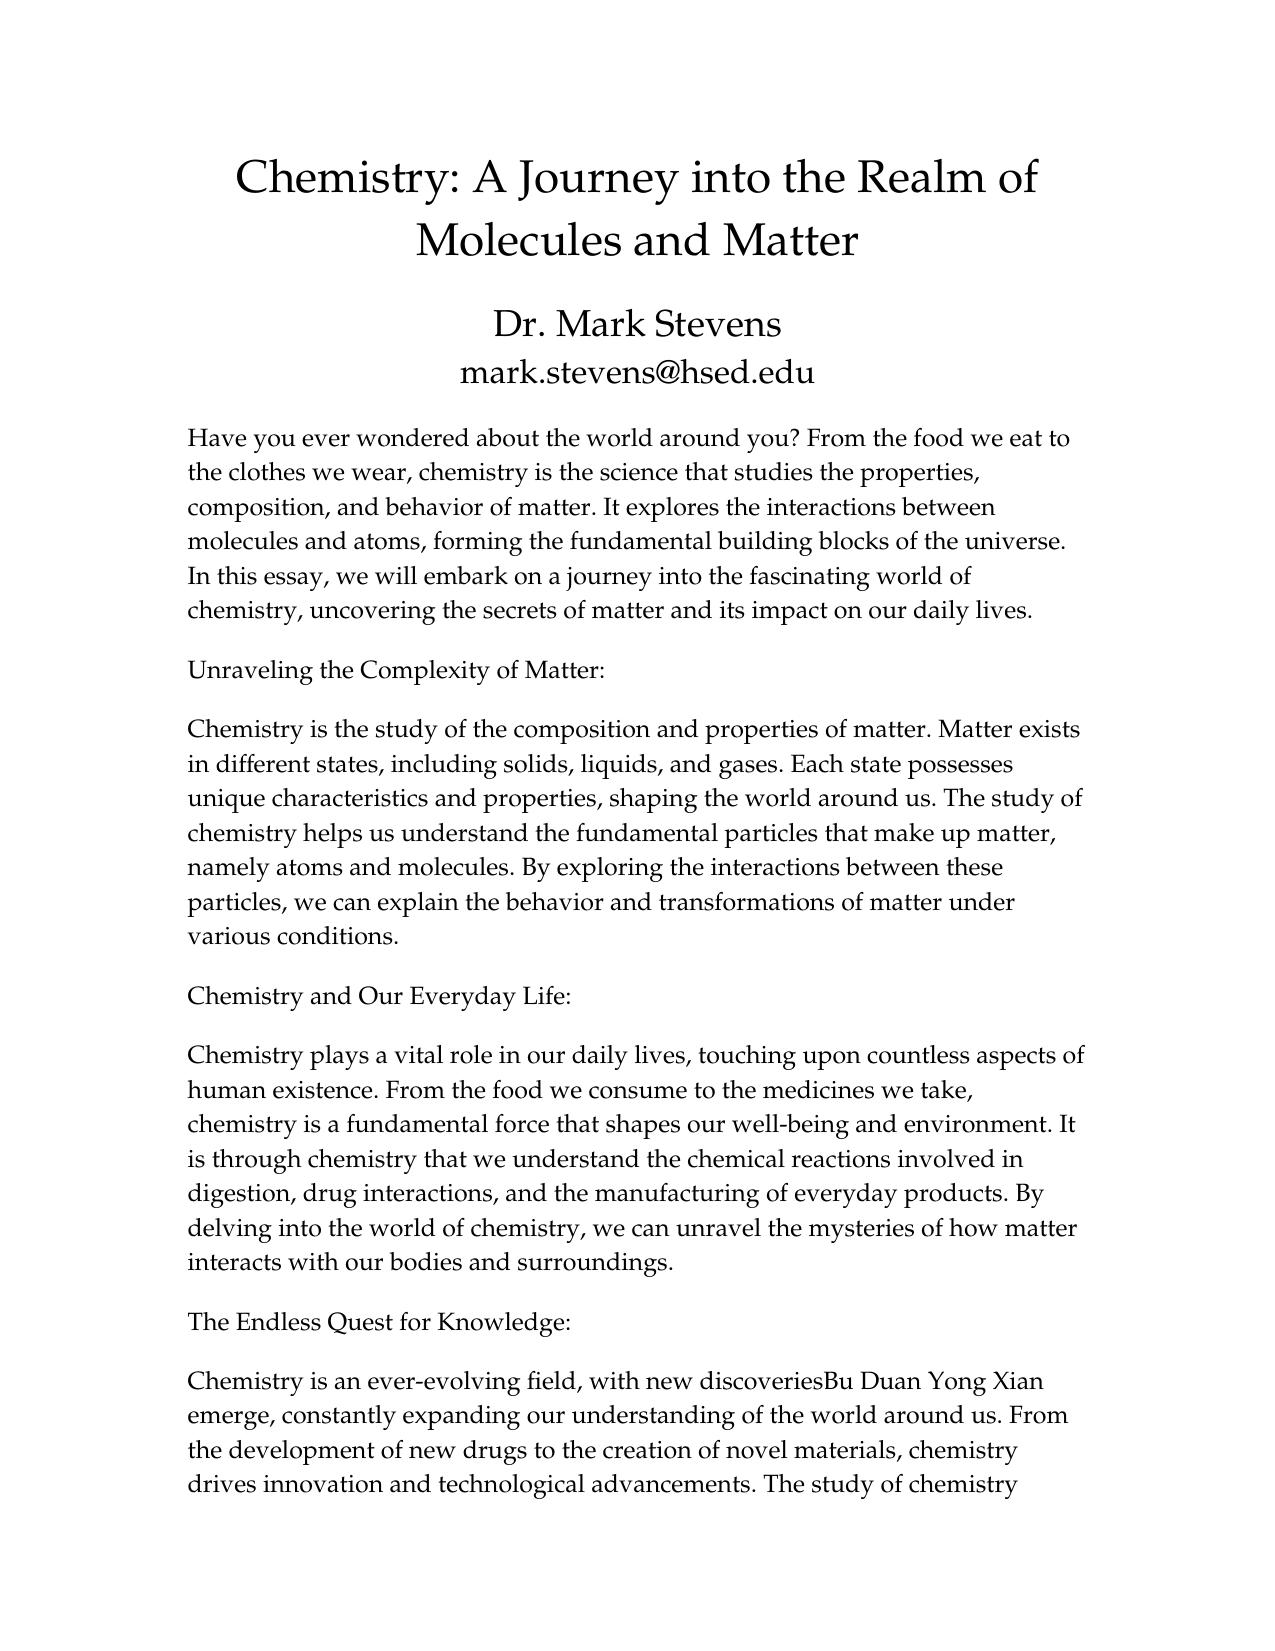 Chemistry: A Journey into the Realm of
Molecules and Matter
Dr. Mark Stevens
mark.stevens@hsed.edu
Have you ever wondered about the world around you? From the food we eat to
the clothes we wear, chemistry is the science that studies the properties,
composition, and behavior of matter. It explores the interactions between
molecules and atoms, forming the fundamental building blocks of the universe.
In this essay, we will embark on a journey into the fascinating world of
chemistry, uncovering the secrets of matter and its impact on our daily lives.
Unraveling the Complexity of Matter:
Chemistry is the study of the composition and properties of matter. Matter exists
in different states, including solids, liquids, and gases. Each state possesses
unique characteristics and properties, shaping the world around us. The study of
chemistry helps us understand the fundamental particles that make up matter,
namely atoms and molecules. By exploring the interactions between these
particles, we can explain the behavior and transformations of matter under
various conditions.
Chemistry and Our Everyday Life:
Chemistry plays a vital role in our daily lives, touching upon countless aspects of
human existence. From the food we consume to the medicines we take,
chemistry is a fundamental force that shapes our well-being and environment. It
is through chemistry that we understand the chemical reactions involved in
digestion, drug interactions, and the manufacturing of everyday products. By
delving into the world of chemistry, we can unravel the mysteries of how matter
interacts with our bodies and surroundings.
The Endless Quest for Knowledge:
Chemistry is an ever-evolving field, with new discoveriesBu Duan Yong Xian
emerge, constantly expanding our understanding of the world around us. From
the development of new drugs to the creation of novel materials, chemistry
drives innovation and technological advancements. The study of chemistry